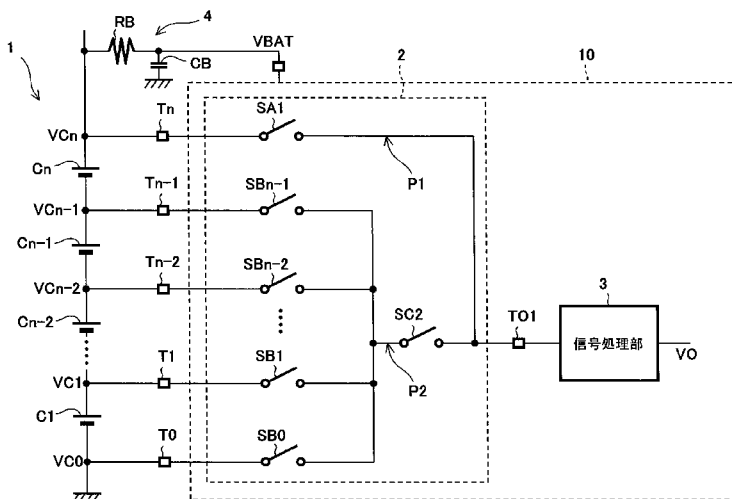 RB
4
VBAT
CB
1
2
10
Tn
SA1
VCn
P1
Cn
Tn-1
SBn-1
VCn-1
Cn-1
Tn-2
SBn-2
VCn-2
Cn-2
SC2
TO1
3
信号処理部
VO
P2
T1
SB1
VC1
C1
T0
SB0
VC0